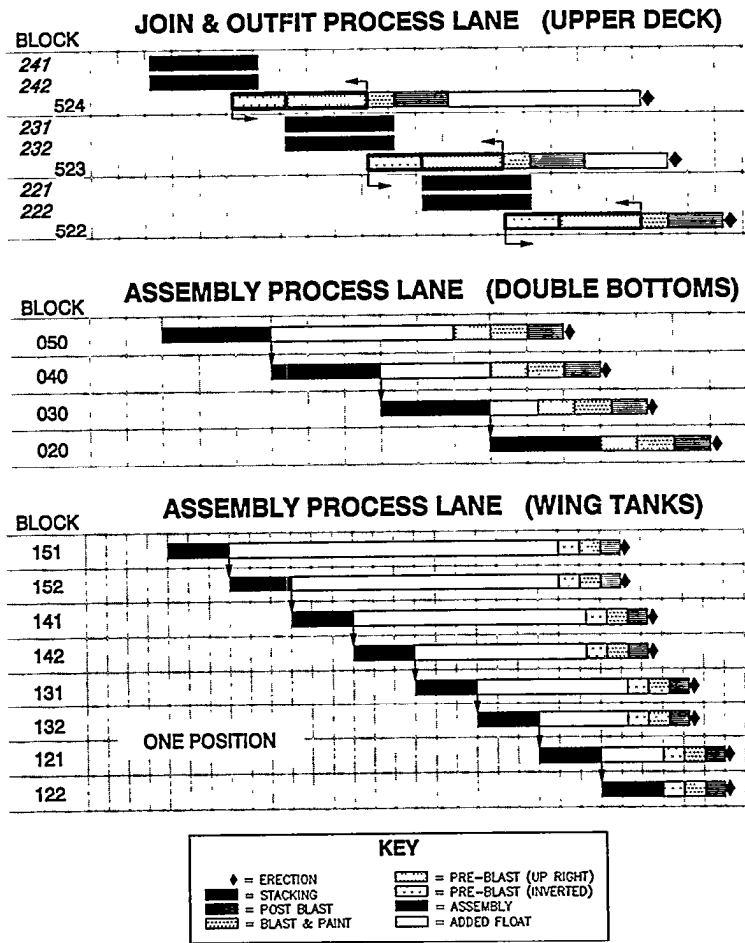 JOIN & OUTFIT PROCESS LANE (UPPER DECK)
BLOCK
241
242
524
231
232
523
221
222
522
ASSEMBLY PROCESS LANE (DOUBLE BOTTOMS)
050
040
030
020
ASSEMBLY PROCESS LANE (WING TANKS)
BLOCK
151
152
141
142
131
132
ONE POSITION
121
122
KEY
= ERECTION
= STACKING
= POST BLAST
= BLAST & PAINT
= PRE-BLAST (UP RIGHT)
= PRE-BLAST (INVERTED)
= ASSEMBLY
= ADDED FLOAT